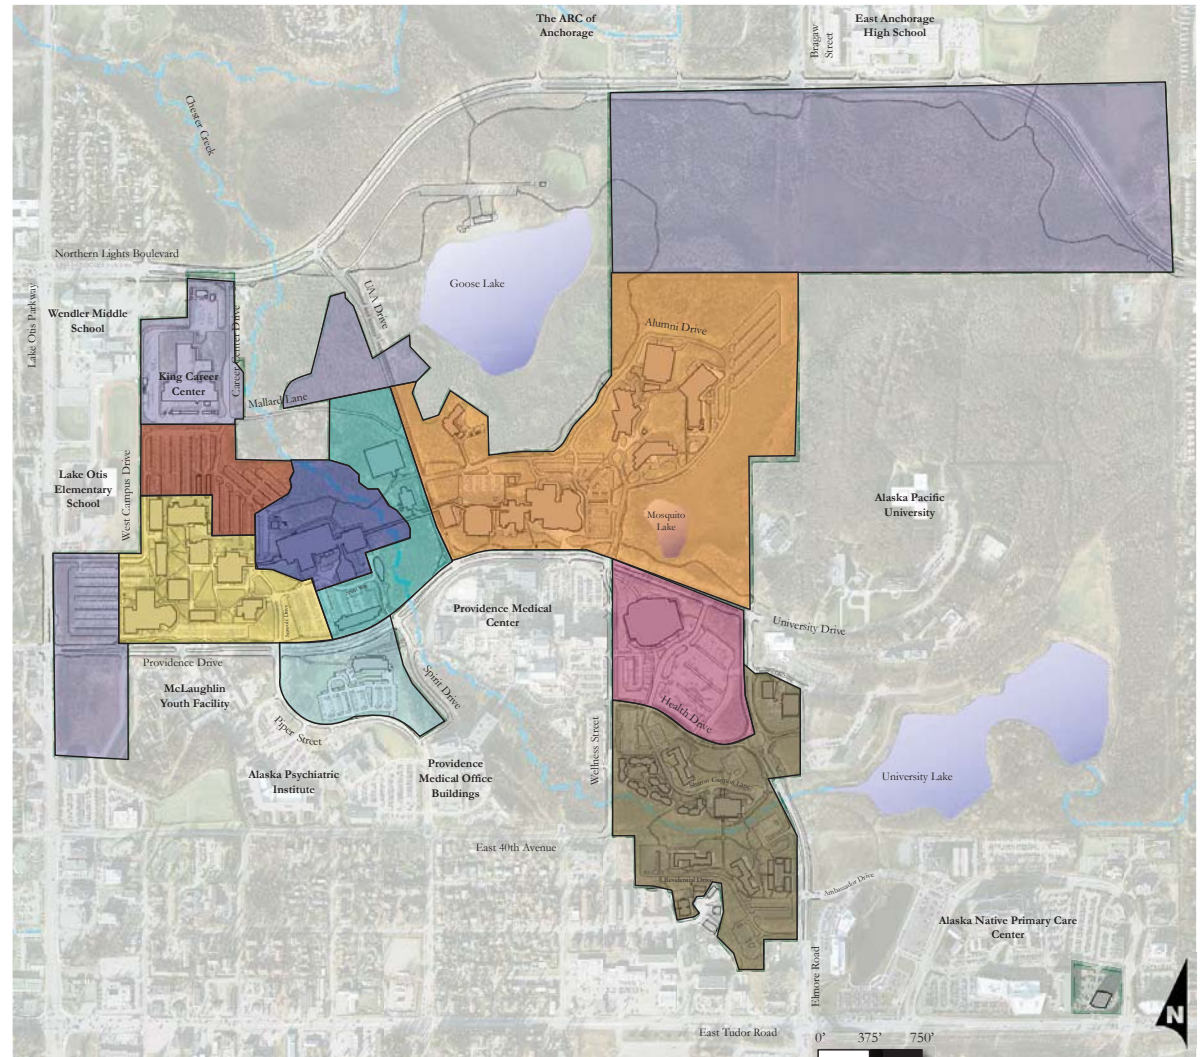 The ARC of
Anchorage
Bragaw
Street
East Anchorage
High School
Chester Creek
Northern Lights Boulevard
Goose Lake
UAA Drive
Lake Otis Parkway
Wendler Middle
School
Career Center Drive
Alumni Drive
King Career
Center
Mallard Lane
West Campus Drive
Lake Otis
Elementary
School
Alaska Pacific
University
Mosquito
Lake
Providence Medical
Center
University Drive
Providence Drive
McLaughlin
Youth Facility
Spirit Drive
Health Drive
Piper Street
Wellness Street
Alaska Psychiatric
Institute
Providence
Medical Office
Buildings
University Lake
East 40th Avenue
Residential Drive
Ambassador Drive
Alaska Native Primary Care
Center
Elmore Road
East Tudor Road
0' 375' 750'
N